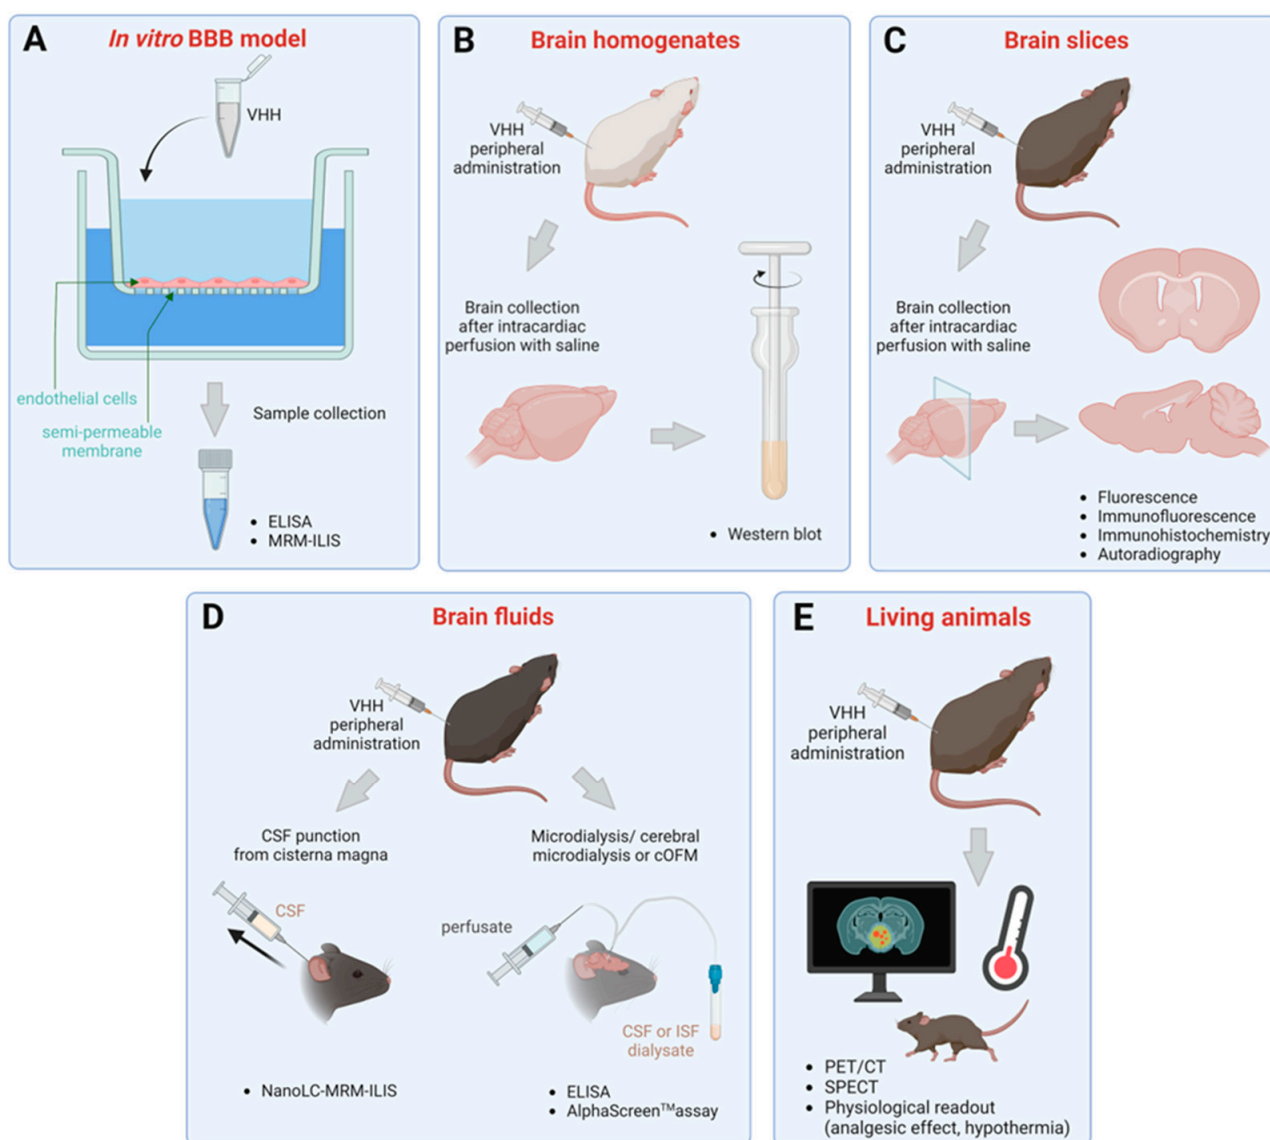 A
In vitro BBB model
VHH
endothelial cells
semi-permeable
membrane
Sample collection
• ELISA
• MRM-ILIS
B
Brain homogenates
VHH
peripheral
administration
Brain collection
after intracardiac
perfusion with saline
• Western blot
C
Brain slices
VHH
peripheral
administration
Brain collection
after intracardiac
perfusion with saline
• Fluorescence
• Immunofluorescence
• Immunohistochemistry
• Autoradiography
D
Brain fluids
VHH
peripheral
administration
CSF punction
from cisterna magna
CSF
• NanoLC-MRM-ILIS
Microdialysis/ cerebral
microdialysis or cOFM
perfusate
CSF or ISF
dialysate
• ELISA
• AlphaScreen™assay
E
Living animals
VHH
peripheral
administration
• PET/CT
• SPECT
• Physiological readout
(analgesic effect, hypothermia)